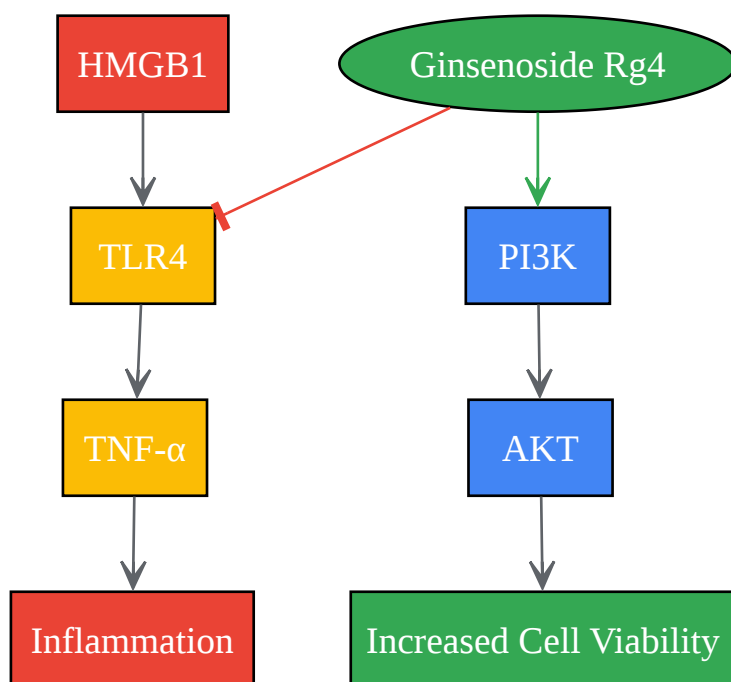 HMGB1
Ginsenoside Rg4
TLR4
PI3K
TNF-α
AKT
Inflammation
Increased Cell Viability